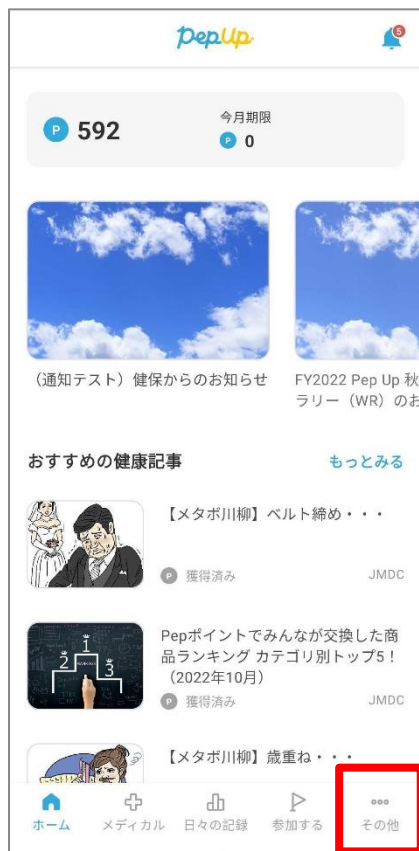 PepUp
5
今月期限
P 592
P 0
（通知テスト）健保からのお知らせ
FY2022 Pep Up 秋
ラリー（WR）のお
おすすめの健康記事
もっとみる
【メタボ川柳】ベルト締め・・・
P 獲得済み
JMDC
1
2
3
Pepポイントでみんなが交換した商
品ランキング カテゴリ別トップ5！
（2022年10月）
P 獲得済み
JMDC
【メタボ川柳】歳重ね・・・
ホーム
メディカル
日々の記録
参加する
その他